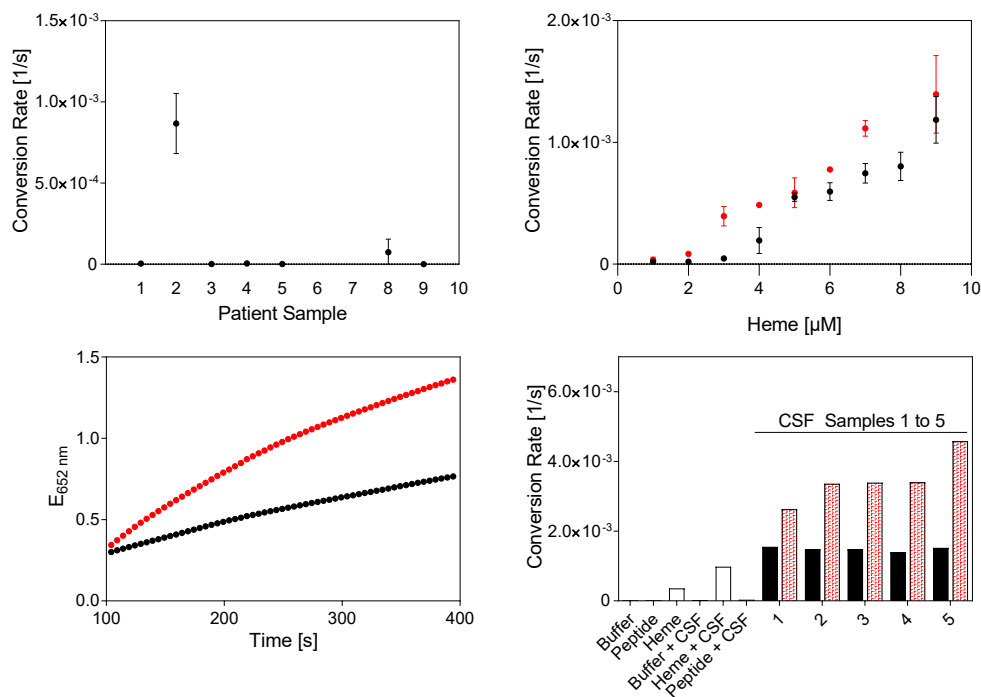 Conversion Rate [1/s]
1.5×10⁻³
1.0×10⁻³
5.0×10⁻⁴
0
1 2 3 4 5 6 7 8 9 10
Patient Sample
Conversion Rate [1/s]
2.0×10⁻³
1.0×10⁻³
0
0 2 4 6 8 10
Heme [µM]
E652 nm
1.5
1.0
0.5
0.0
100 200 300 400
Time [s]
Conversion Rate [1/s]
6.0×10⁻³
4.0×10⁻³
2.0×10⁻³
0
CSF Samples 1 to 5
Buffer
Peptide
Heme
Buffer + CSF
Heme + CSF
Peptide + CSF
1
2
3
4
5